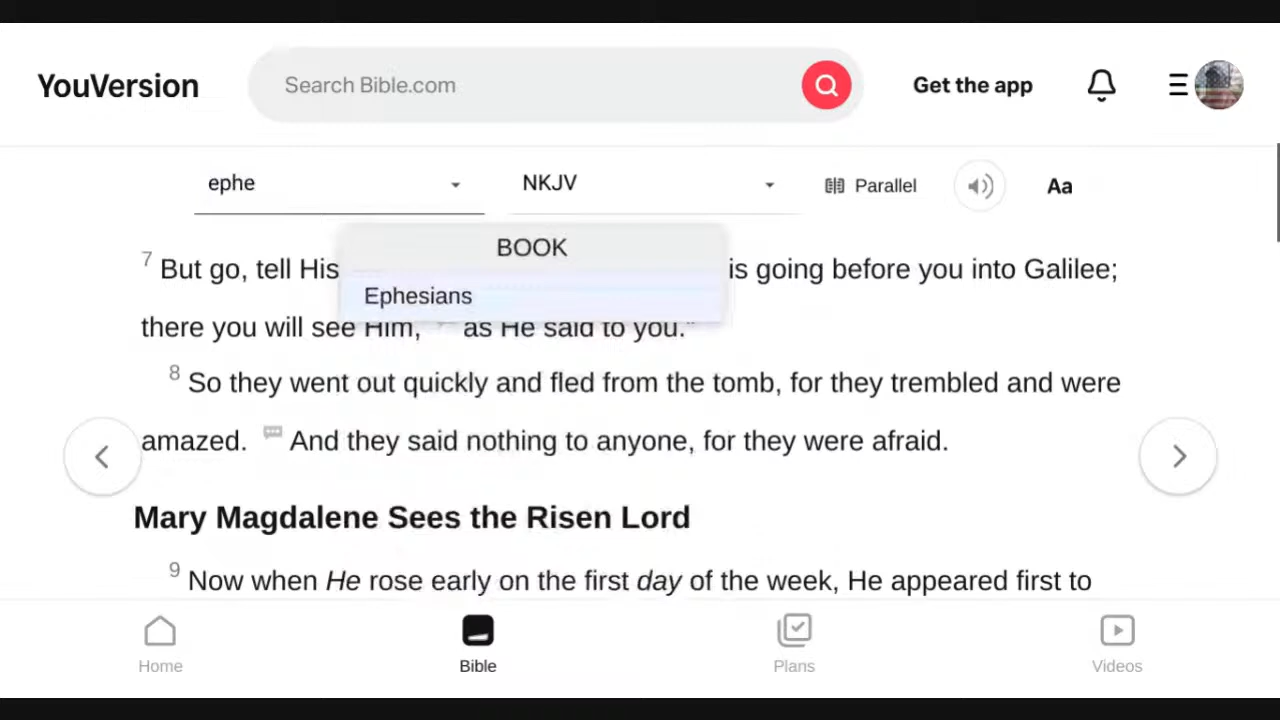 YouVersion Search Bible.com Get the app
ephe NKJV Parallel Aa
BOOK
Ephesians
7 But go, tell His is going before you into Galilee;
there you will see Him, as He said to you."
8 So they went out quickly and fled from the tomb, for they trembled and were
amazed. And they said nothing to anyone, for they were afraid.
Mary Magdalene Sees the Risen Lord
9 Now when He rose early on the first day of the week, He appeared first to
Home Bible Plans Videos